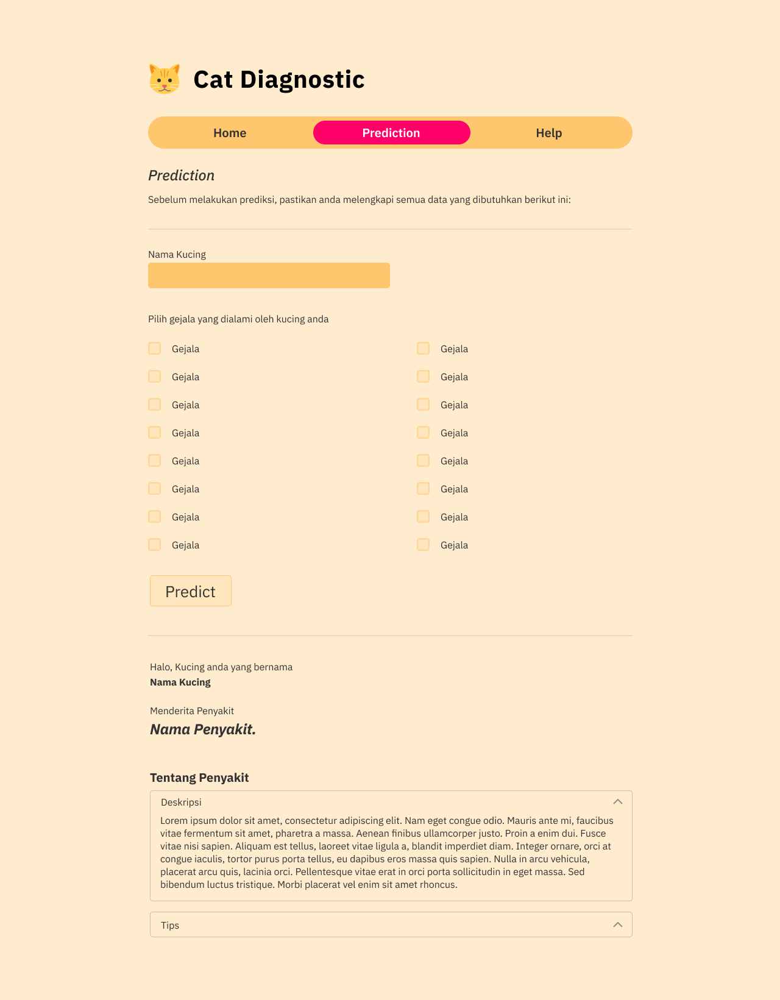 Cat Diagnostic
Home Prediction Help
Prediction
Sebelum melakukan prediksi, pastikan anda melengkapi semua data yang dibutuhkan berikut ini:
Nama Kucing
Pilih gejala yang dialami oleh kucing anda
Gejala Gejala
Gejala Gejala
Gejala Gejala
Gejala Gejala
Gejala Gejala
Gejala Gejala
Gejala Gejala
Gejala Gejala
Predict
Halo, Kucing anda yang bernama
Nama Kucing
Menderita Penyakit
Nama Penyakit.
Tentang Penyakit
Deskripsi
Lorem ipsum dolor sit amet, consectetur adipiscing elit. Nam eget congue odio. Mauris ante mi, faucibus
vitae fermentum sit amet, pharetra a massa. Aenean finibus ullamcorper justo. Proin a enim dui. Fusce
vitae nisi sapien. Aliquam est tellus, laoreet vitae ligula a, blandit imperdiet diam. Integer ornare, orci at
congue iaculis, tortor purus porta tellus, eu dapibus eros massa quis sapien. Nulla in arcu vehicula,
placerat arcu quis, lacinia orci. Pellentesque vitae erat in orci porta sollicitudin in eget massa. Sed
bibendum luctus tristique. Morbi placerat vel enim sit amet rhoncus.
Tips